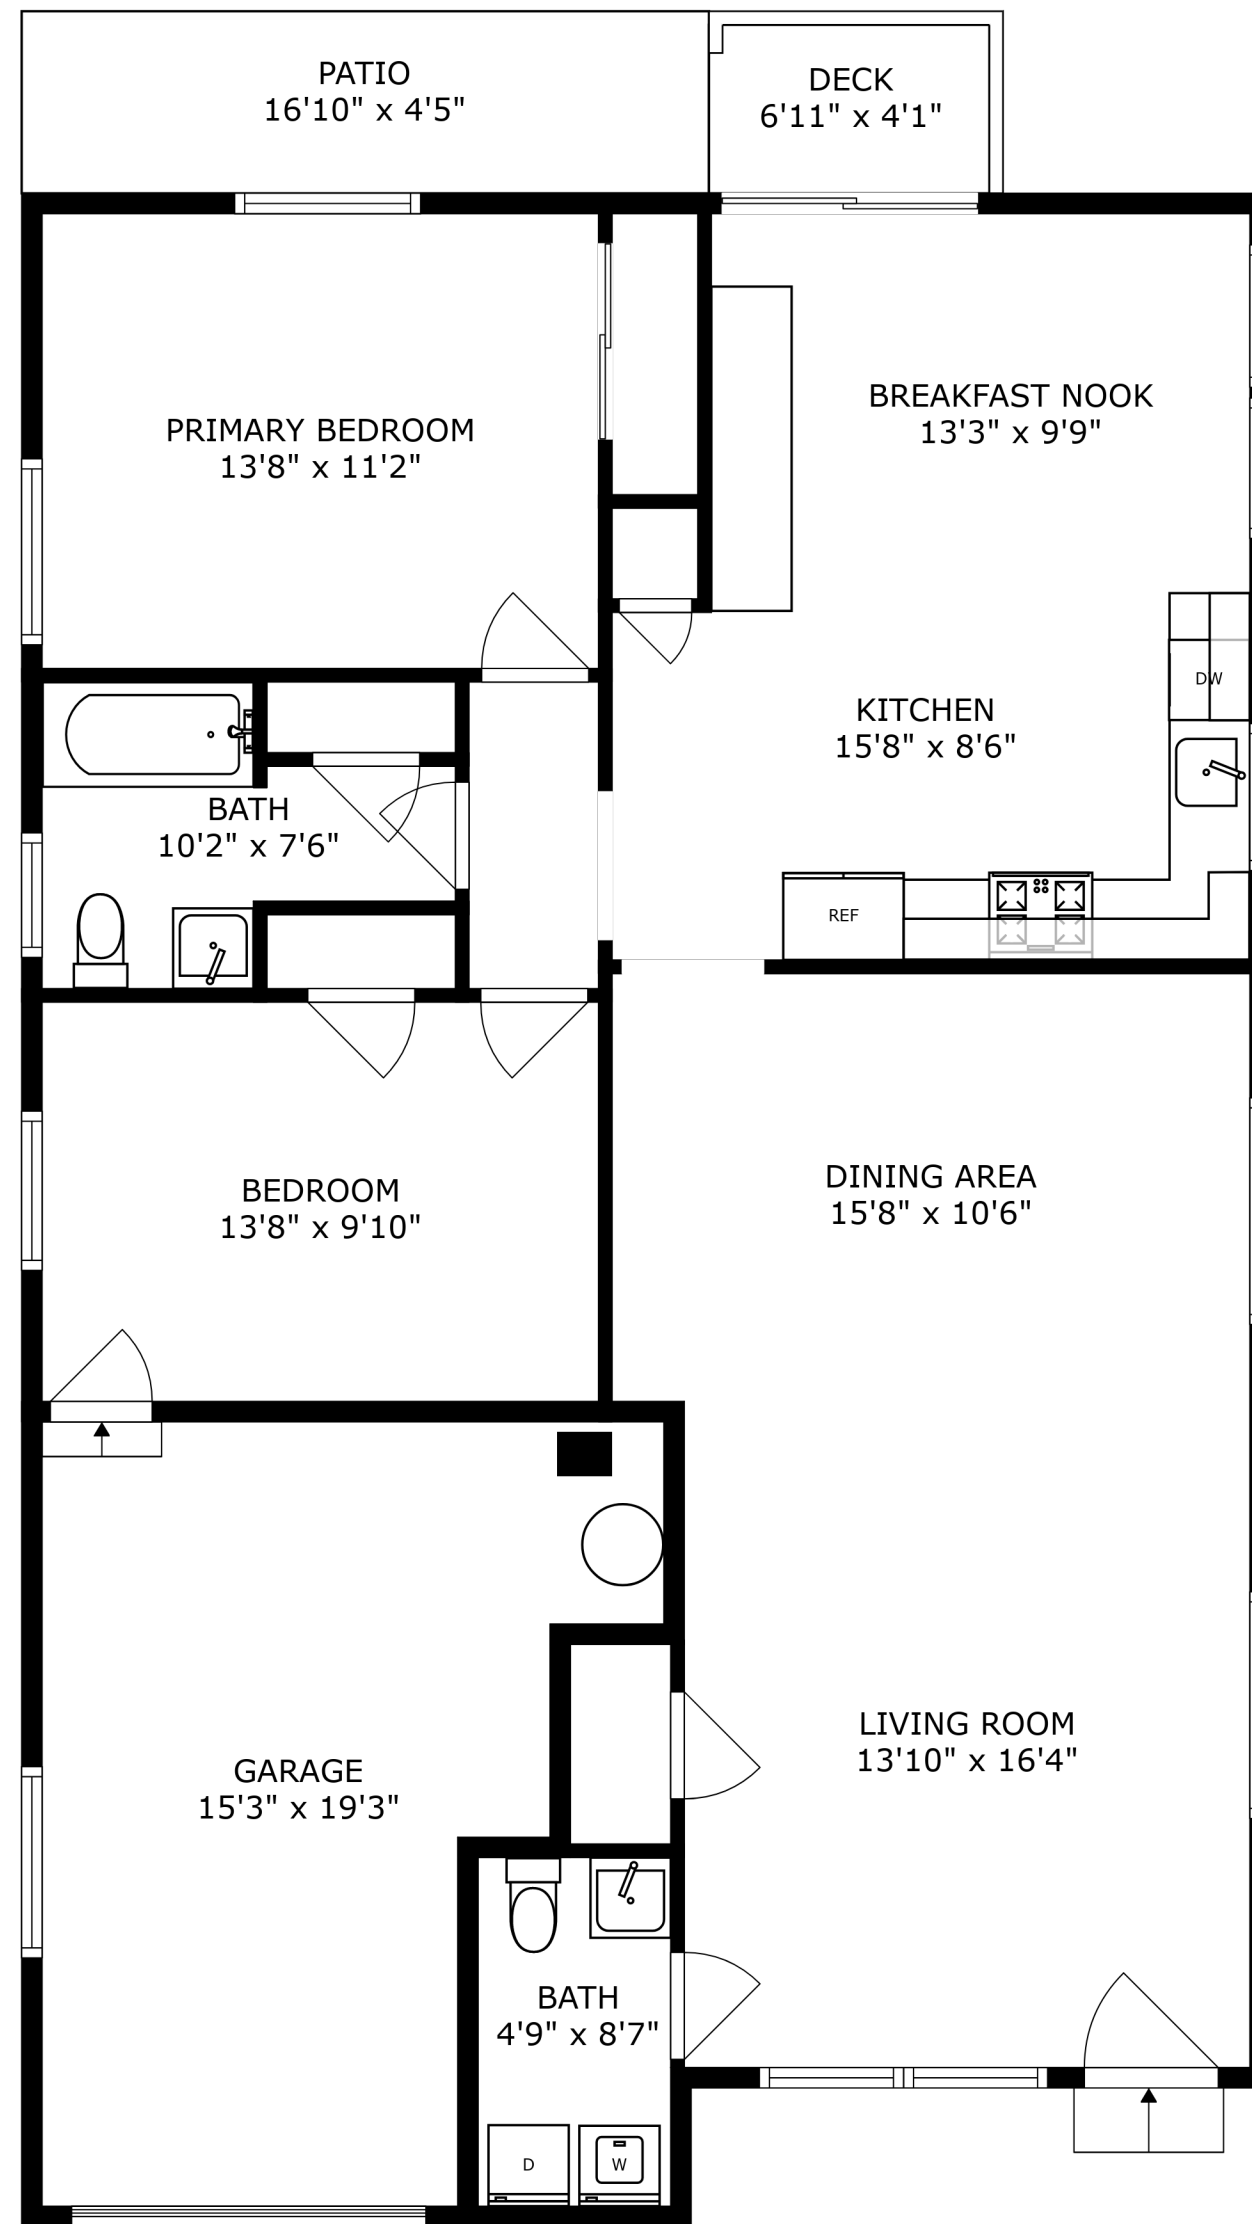 PATIO
16'10" x 4'5"
DECK
6'11" x 4'1"
BREAKFAST NOOK
13'3" x 9'9"
PRIMARY BEDROOM
13'8" x 11'2"
DW
KITCHEN
15'8" x 8'6"
BATH
10'2" x 7'6"
REF
DINING AREA
15'8" x 10'6"
BEDROOM
13'8" x 9'10"
LIVING ROOM
13'10" x 16'4"
GARAGE
15'3" x 19'3"
BATH
4'9" x 8'7"
D
W